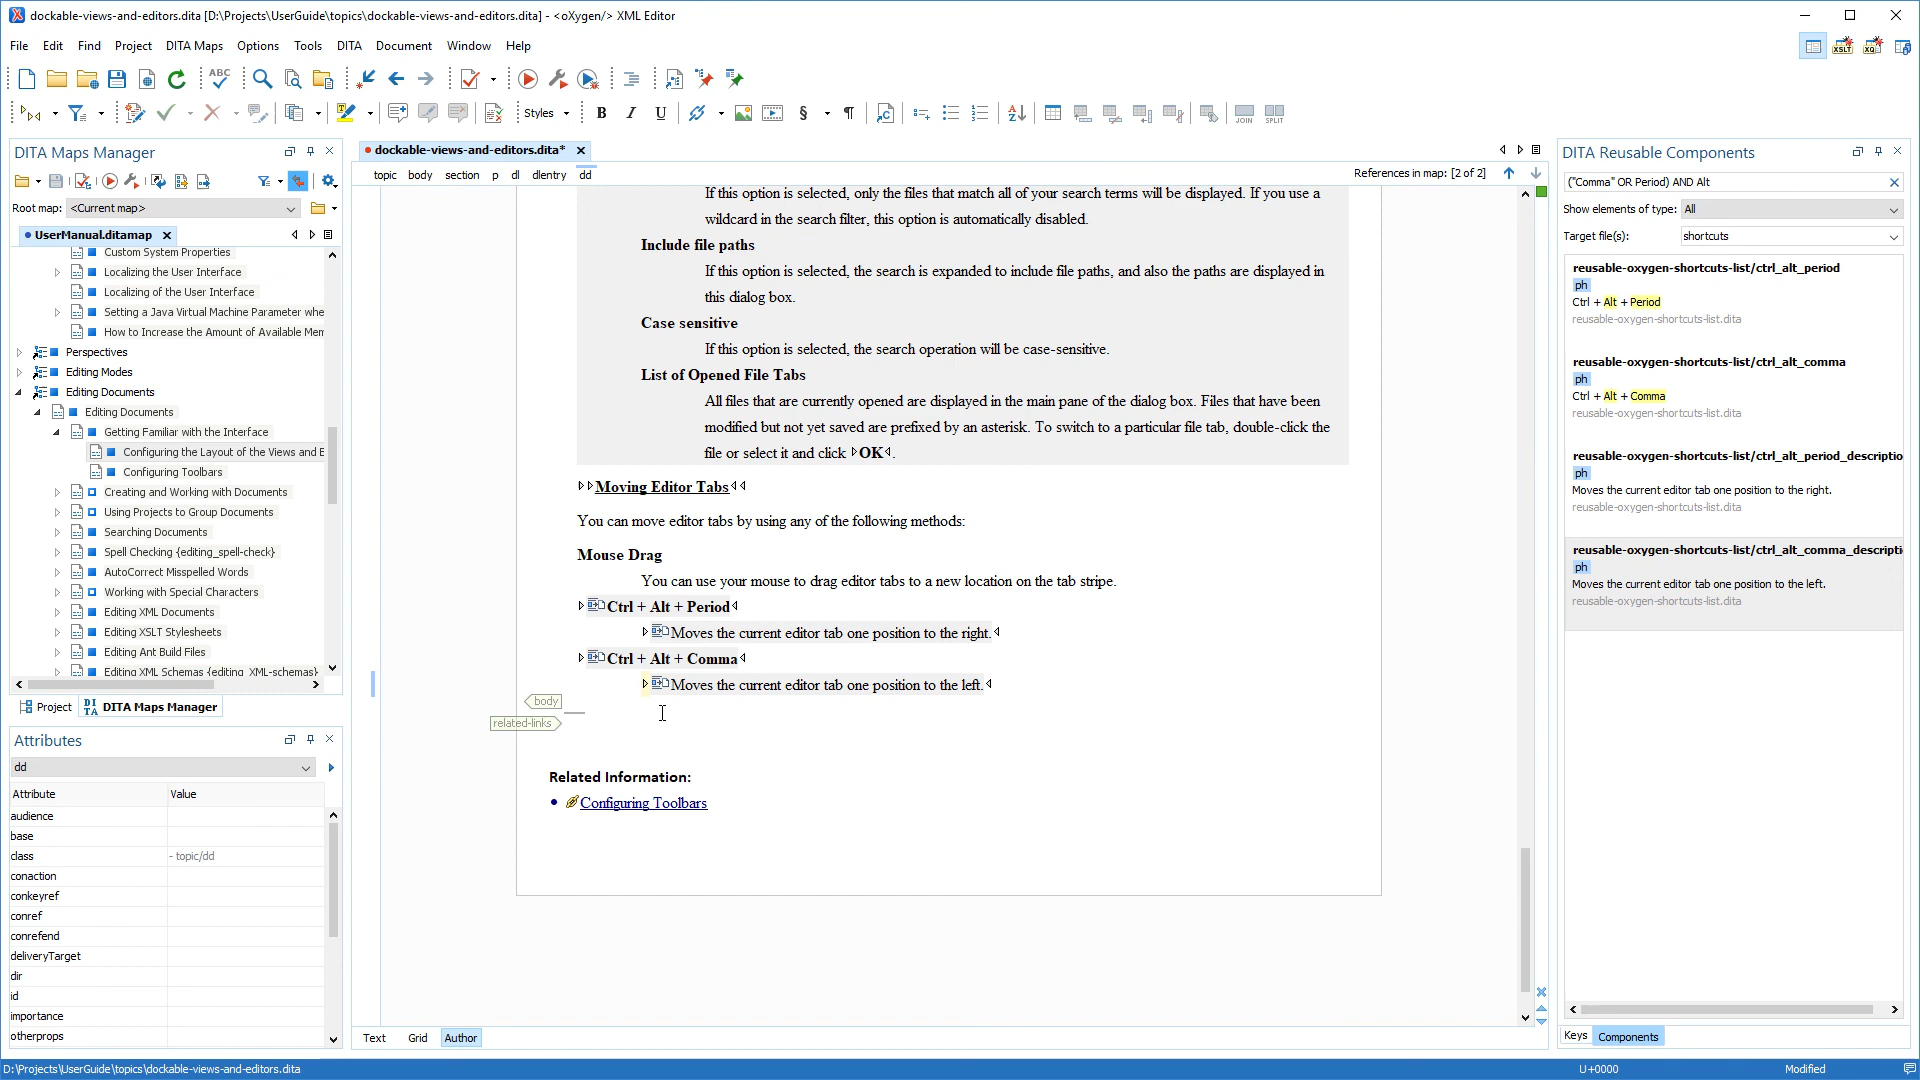 dockable-views-and-editors.dita [D:\Projects\UserGuide\topics\dockable-views-and-editors.dita] - <oXygen/> XML Editor
File Edit Find Project DITA Maps Options Tools DITA Document Window Help
XSLT XQ
ABC
Styles B I U § ¶ JOIN SPLIT
DITA Maps Manager
Root map: <Current map>
UserManual.ditamap
Custom System Properties
Localizing the User Interface
Localizing of the User Interface
Setting a Java Virtual Machine Parameter whe
How to Increase the Amount of Available Mem
Perspectives
Editing Modes
Editing Documents
Editing Documents
Getting Familiar with the Interface
Configuring the Layout of the Views and E
Configuring Toolbars
Creating and Working with Documents
Using Projects to Group Documents
Searching Documents
Spell Checking {editing_spell-check}
AutoCorrect Misspelled Words
Working with Special Characters
Editing XML Documents
Editing XSLT Stylesheets
Editing Ant Build Files
Editing XML Schemas {editing_XML-schemas}
Project DITA Maps Manager
Attributes
dd
Attribute Value
audience
base
class - topic/dd
conaction
conkeyref
conref
conrefend
deliveryTarget
dir
id
importance
otherprops
dockable-views-and-editors.dita*
topic body section p dl dlentry dd References in map: [2 of 2]
If this option is selected, only the files that match all of your search terms will be displayed. If you use a
wildcard in the search filter, this option is automatically disabled.
Include file paths
If this option is selected, the search is expanded to include file paths, and also the paths are displayed in
this dialog box.
Case sensitive
If this option is selected, the search operation will be case-sensitive.
List of Opened File Tabs
All files that are currently opened are displayed in the main pane of the dialog box. Files that have been
modified but not yet saved are prefixed by an asterisk. To switch to a particular file tab, double-click the
file or select it and click OK.
Moving Editor Tabs
You can move editor tabs by using any of the following methods:
Mouse Drag
You can use your mouse to drag editor tabs to a new location on the tab stripe.
Ctrl + Alt + Period
Moves the current editor tab one position to the right.
Ctrl + Alt + Comma
Moves the current editor tab one position to the left.
body
related-links
Related Information:
• Configuring Toolbars
Text Grid Author
DITA Reusable Components
("Comma" OR Period) AND Alt
Show elements of type: All
Target file(s): shortcuts
reusable-oxygen-shortcuts-list/ctrl_alt_period
ph
Ctrl + Alt + Period
reusable-oxygen-shortcuts-list.dita
reusable-oxygen-shortcuts-list/ctrl_alt_comma
ph
Ctrl + Alt + Comma
reusable-oxygen-shortcuts-list.dita
reusable-oxygen-shortcuts-list/ctrl_alt_period_descriptio
ph
Moves the current editor tab one position to the right.
reusable-oxygen-shortcuts-list.dita
reusable-oxygen-shortcuts-list/ctrl_alt_comma_descripti
ph
Moves the current editor tab one position to the left.
reusable-oxygen-shortcuts-list.dita
Keys Components
D:\Projects\UserGuide\topics\dockable-views-and-editors.dita U+0000 Modified